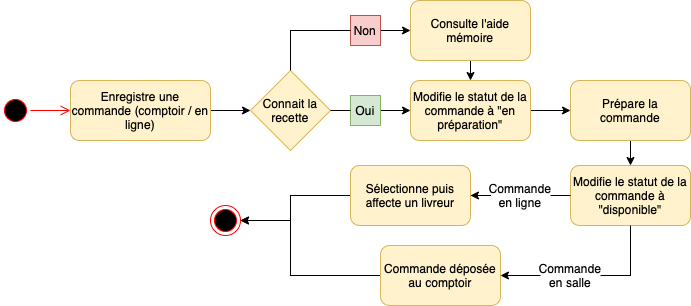 Non
Consulte l'aide
mémoire
Enregistre une
commande (comptoir / en
ligne)
Connait la
recette
Oui
Modifie le statut de la
commande à "en
préparation"
Prépare la
commande
Sélectionne puis
affecte un livreur
Commande
en ligne
Modifie le statut de la
commande à
"disponible"
Commande déposée
au comptoir
Commande
en salle